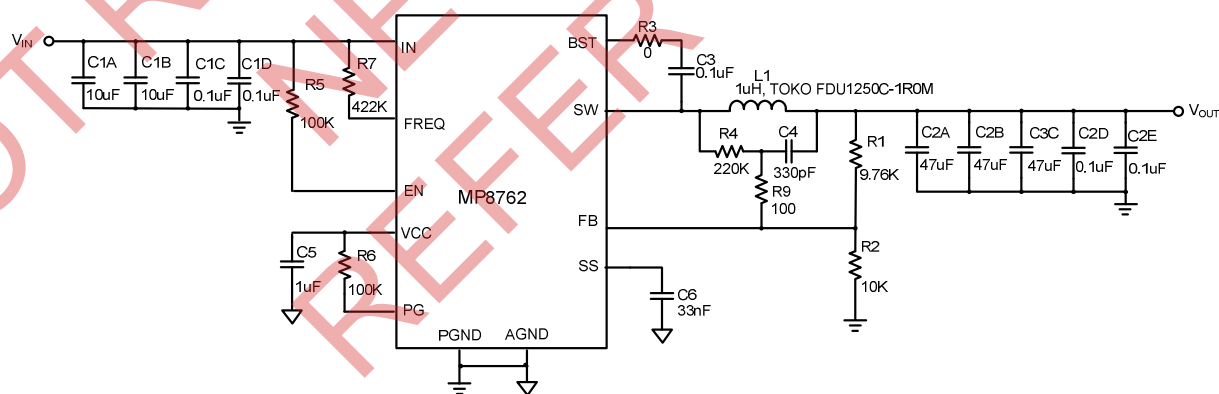 VIN
C1A
10uF
C1B
10uF
C1C
0.1uF
C1D
0.1uF
R5
100K
R7
422K
IN
FREQ
EN
VCC
PG
C5
1uF
R6
100K
MP8762
PGND
AGND
BST
SW
FB
SS
R3
0
C3
0.1uF
L1
1uH, TOKO FDU1250C-1R0M
R4
220K
C4
330pF
R9
100
R1
9.76K
R2
10K
C6
33nF
C2A
47uF
C2B
47uF
C3C
47uF
C2D
0.1uF
C2E
0.1uF
VOUT
REFER